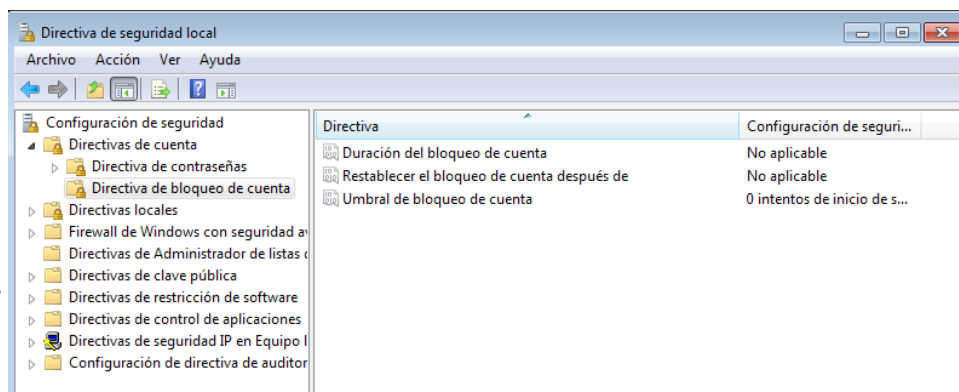 Directiva de seguridad local
Archivo Acción Ver Ayuda
Configuración de seguridad
Directivas de cuenta
Directiva de contraseñas
Directiva de bloqueo de cuenta
Directivas locales
Firewall de Windows con seguridad
Directivas de Administrador de listas
Directivas de clave pública
Directivas de restricción de software
Directivas de control de aplicaciones
Directivas de seguridad IP en Equipo
Configuración de directiva de auditor
Directiva Configuración de seguri...
Duración del bloqueo de cuenta No aplicable
Restablecer el bloqueo de cuenta después de No aplicable
Umbral de bloqueo de cuenta 0 intentos de inicio de s...